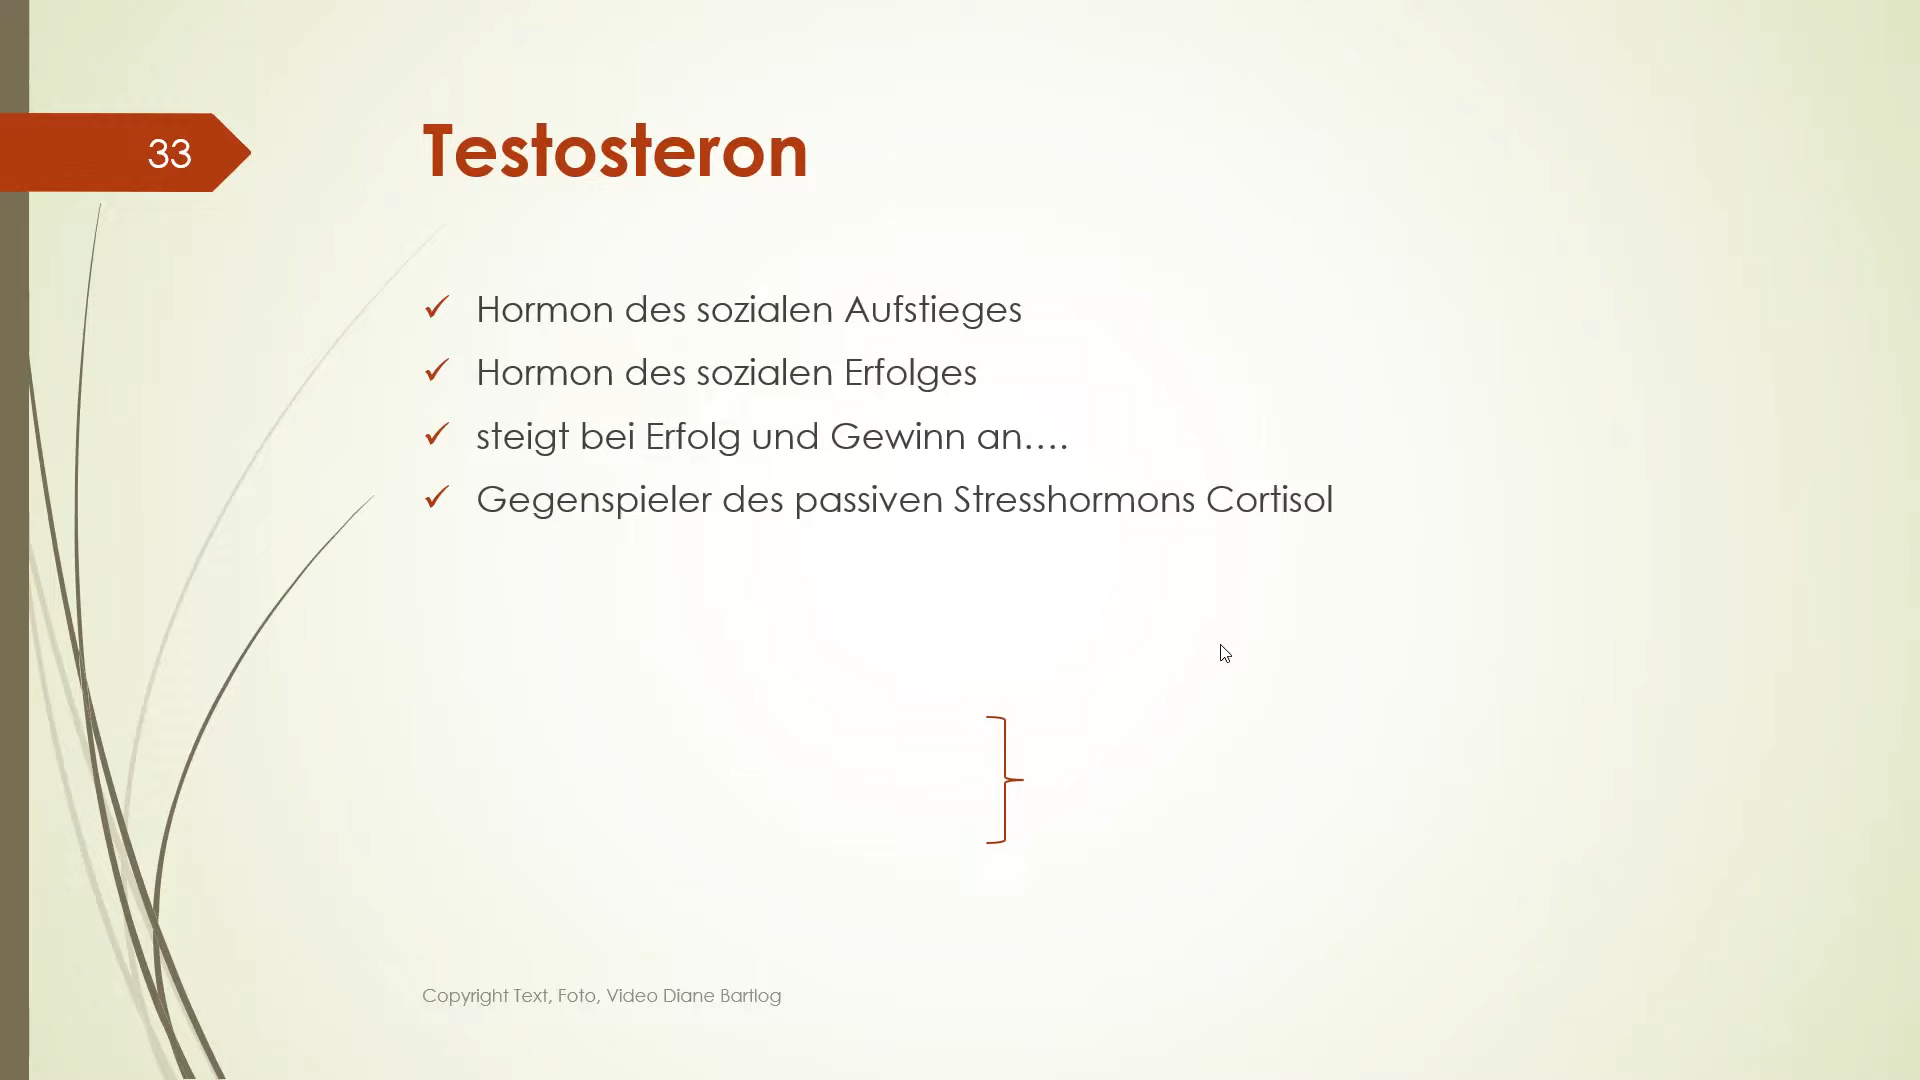 33
Testosteron
✓ Hormon des sozialen Aufstieges
✓ Hormon des sozialen Erfolges
✓ steigt bei Erfolg und Gewinn an....
✓ Gegenspieler des passiven Stresshormons Cortisol
Copyright Text, Foto, Video Diane Bartlog